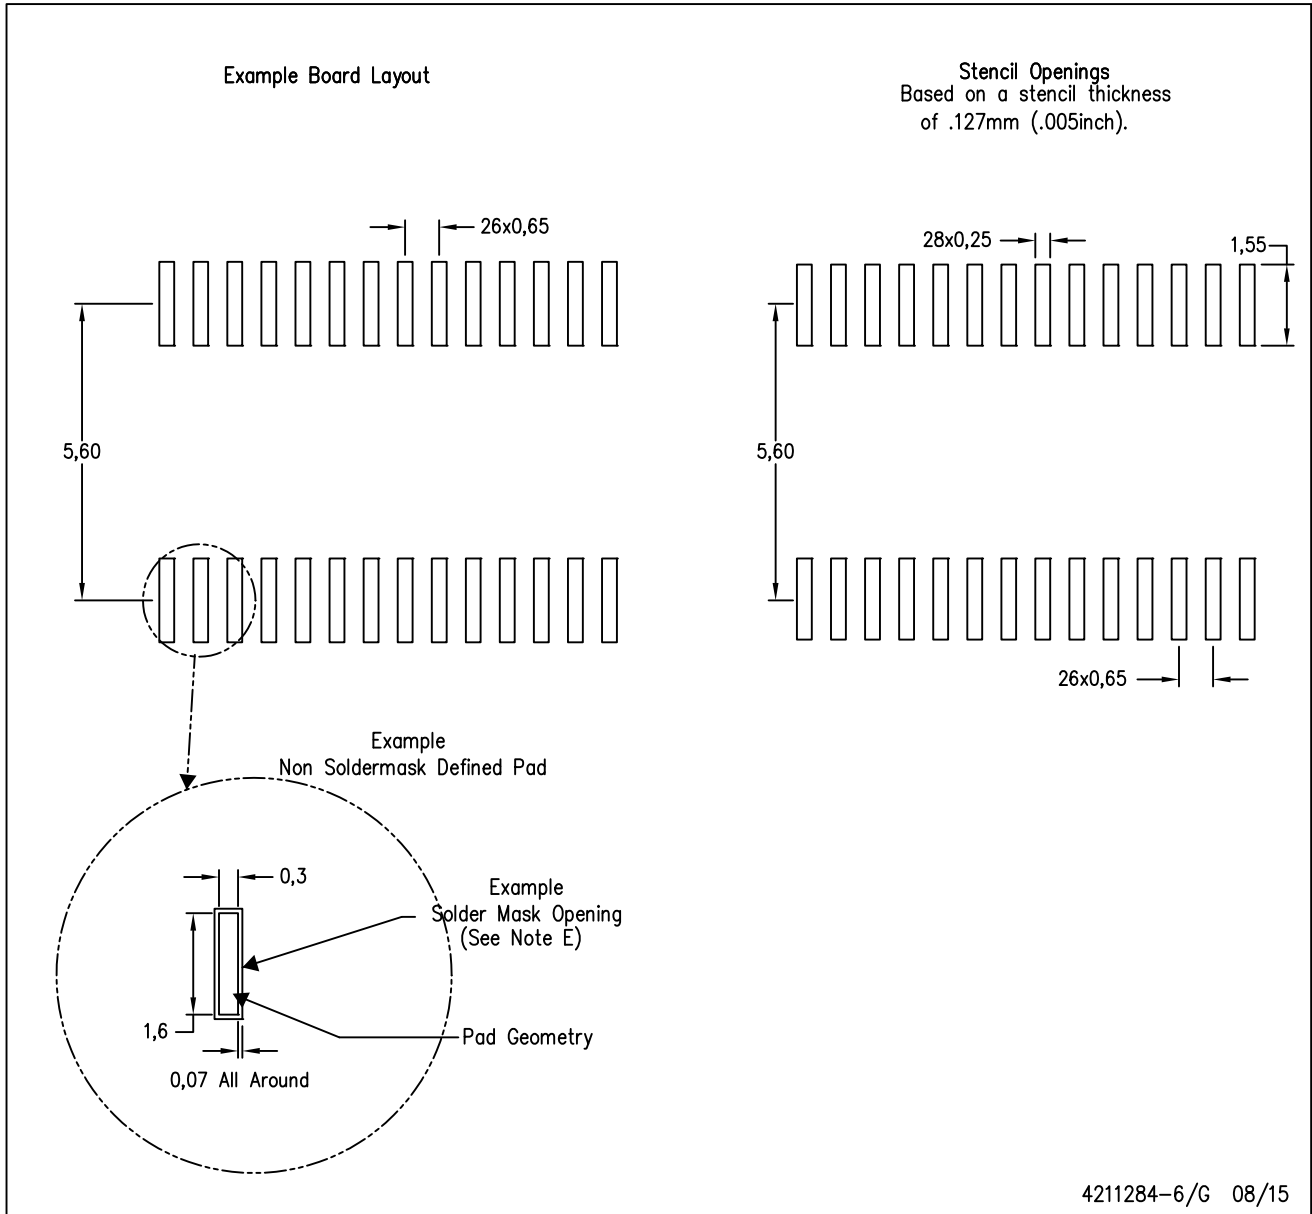 Example Board Layout
Stencil Openings
Based on a stencil thickness
of .127mm (.005inch).
26x0,65
28x0,25
1,55
5,60
5,60
26x0,65
Example
Non Soldermask Defined Pad
0,3
Example
Solder Mask Opening
(See Note E)
1,6
Pad Geometry
0,07 All Around
4211284-6/G 08/15